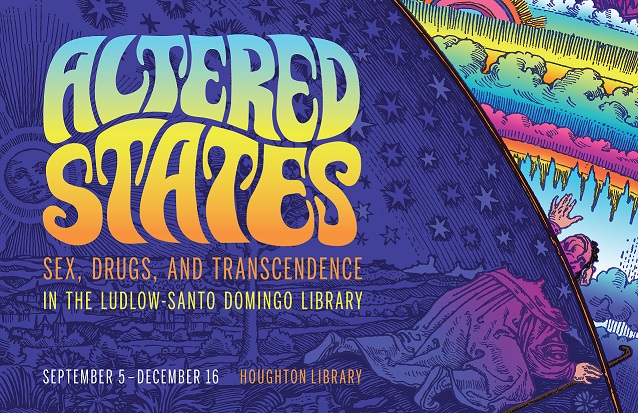 ALTERED
STATES
SEX, DRUGS, AND TRANSCENDENCE
IN THE LUDLOW-SANTO DOMINGO LIBRARY
SEPTEMBER 5–DECEMBER 16 HOUGHTON LIBRARY